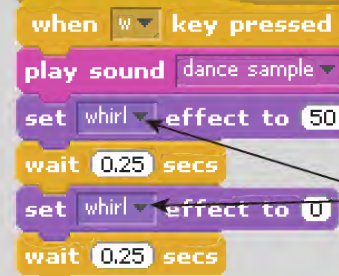 when w key pressed
play sound dance sample
set whirl effect to 50
wait 0.25 secs
set whirl effect to 0
wait 0.25 secs